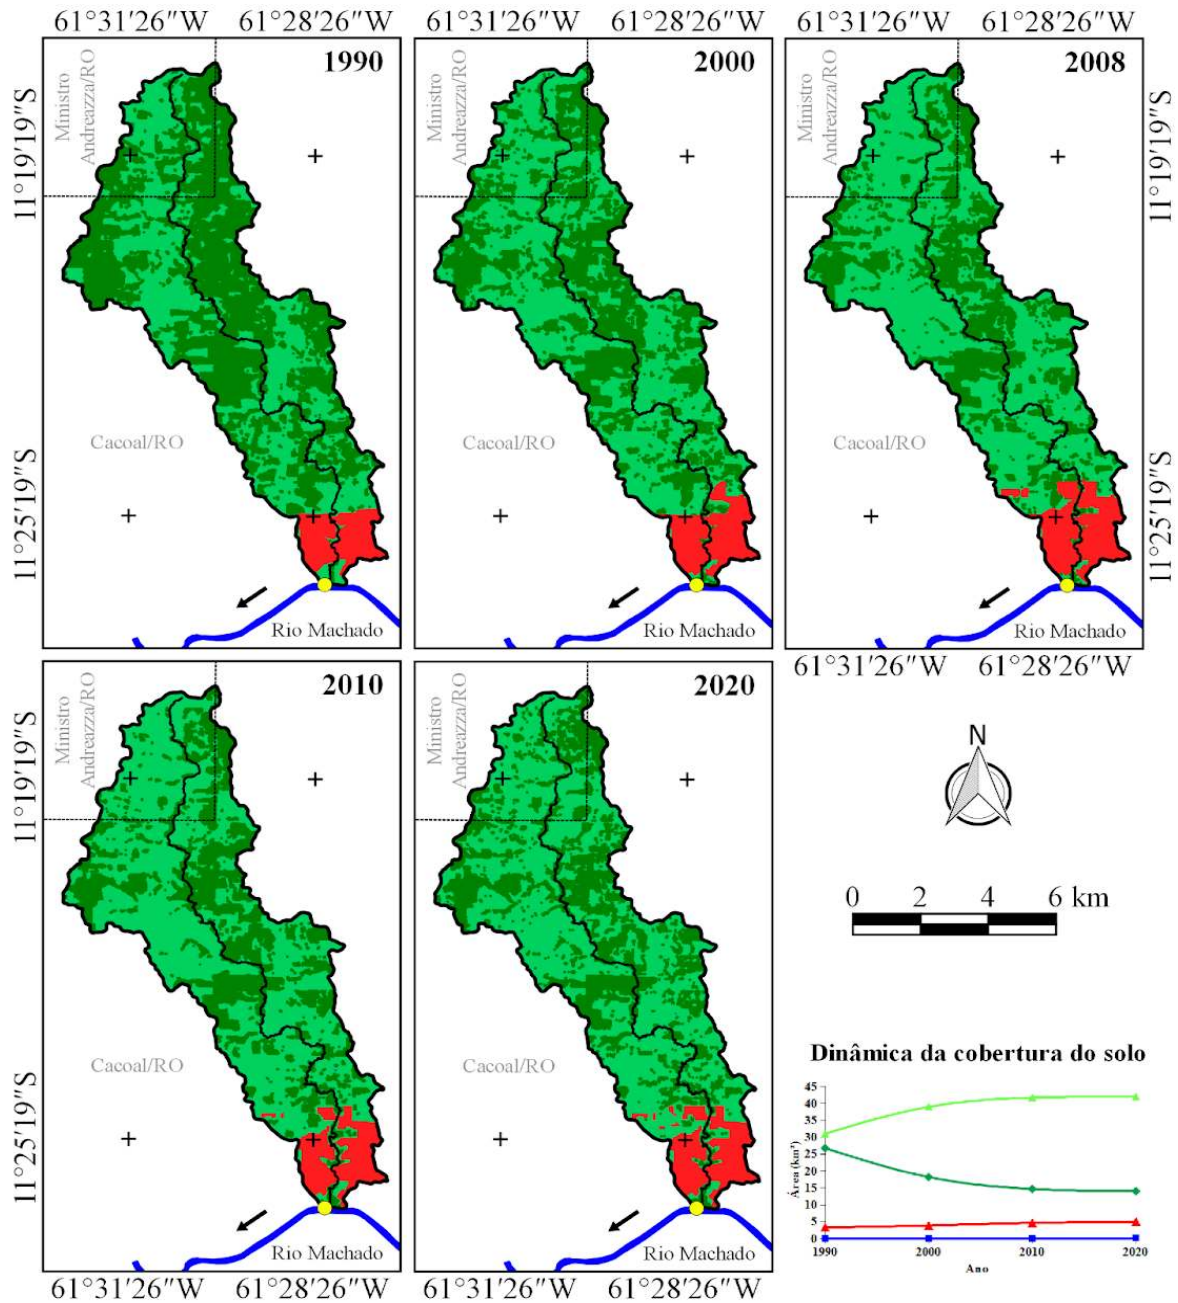 61°31'26"W 61°28'26"W 61°31'26"W 61°28'26"W 61°31'26"W 61°28'26"W
1990
2000
2008
Ministro
Andreazza/RO
Ministro
Andreazza/RO
Ministro
Andreazza/RO
11°19'19"S
11°19'19"S
Cacoal/RO
Cacoal/RO
Cacoal/RO
11°25'19"S
11°25'19"S
Rio Machado
Rio Machado
Rio Machado
61°31'26"W 61°28'26"W
2010
2020
Ministro
Andreazza/RO
Ministro
Andreazza/RO
11°19'19"S
N
0 2 4 6 km
Cacoal/RO
Cacoal/RO
11°25'19"S
Rio Machado
Rio Machado
61°31'26"W 61°28'26"W 61°31'26"W 61°28'26"W
Dinâmica da cobertura do solo
Área (km²)
45
40
35
30
25
20
15
10
5
0
1990 2000 2010 2020
Ano